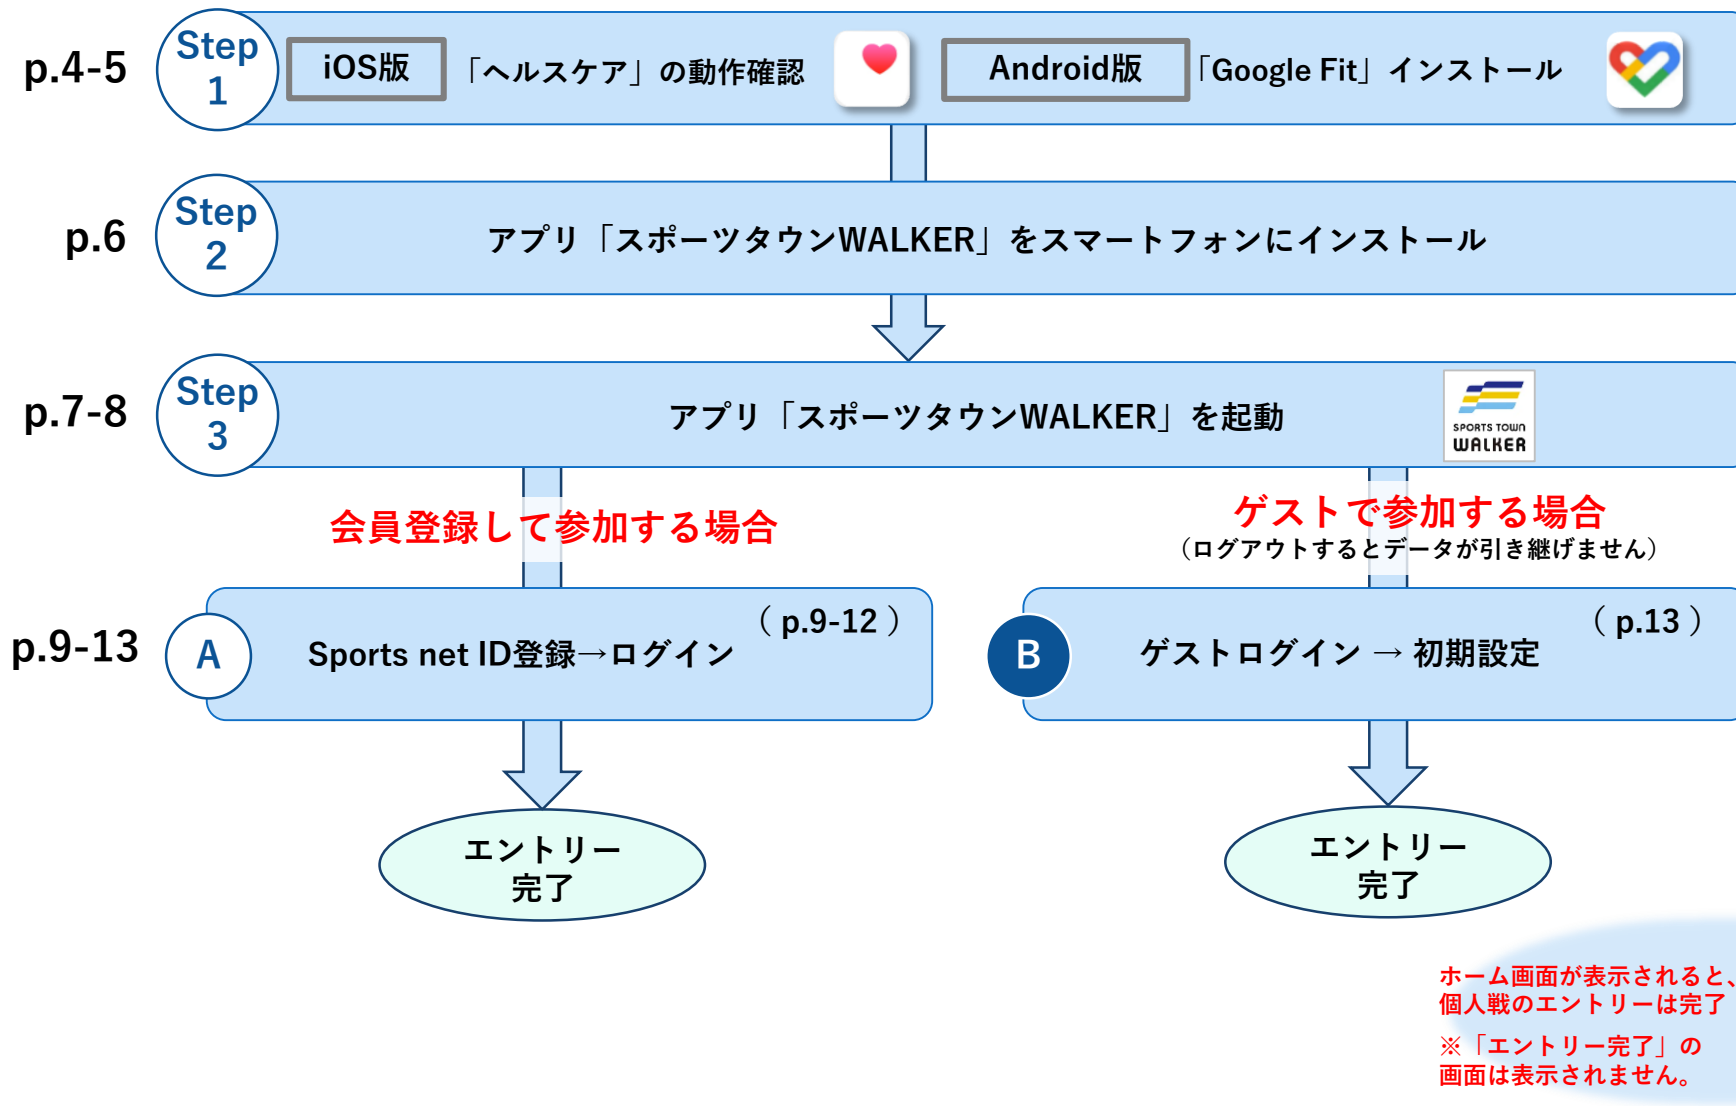 p.4-5
Step
1
iOS版
「ヘルスケア」の動作確認
Android版
「Google Fit」インストール
p.6
Step
2
アプリ「スポーツタウンWALKER」をスマートフォンにインストール
p.7-8
Step
3
アプリ「スポーツタウンWALKER」を起動
SPORTS TOWN
WALKER
会員登録して参加する場合
ゲストで参加する場合
（ログアウトするとデータが引き継げません）
p.9-13
A
Sports net ID登録→ログイン
（ p.9-12 ）
B
ゲストログイン → 初期設定
（ p.13 ）
エントリー
完了
エントリー
完了
ホーム画面が表示されると、
個人戦のエントリーは完了
※「エントリー完了」の
画面は表示されません。